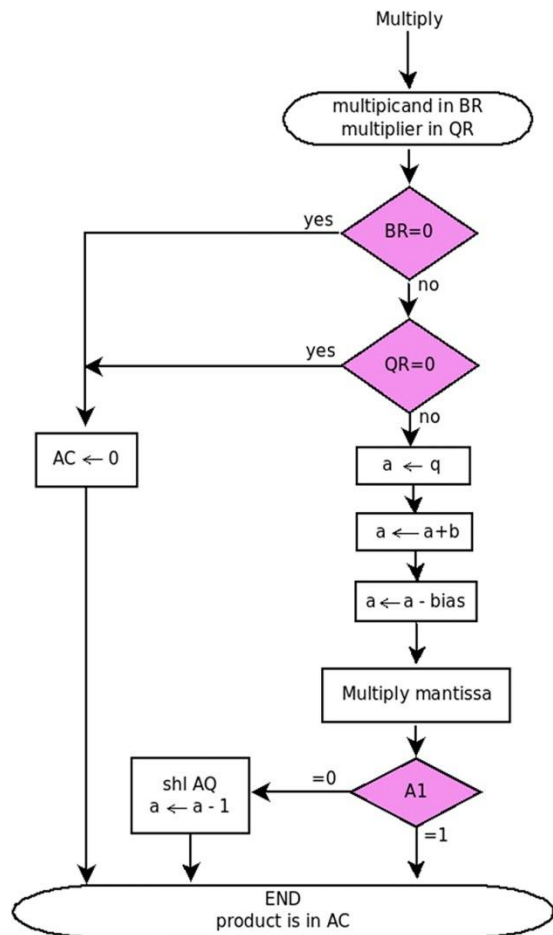 Multiply
multipicand in BR
multiplier in QR
yes
BR=0
no
yes
QR=0
no
AC ← 0
a ← q
a ← a+b
a ← a - bias
Multiply mantissa
shl AQ
a ← a - 1
=0
A1
=1
END
product is in AC